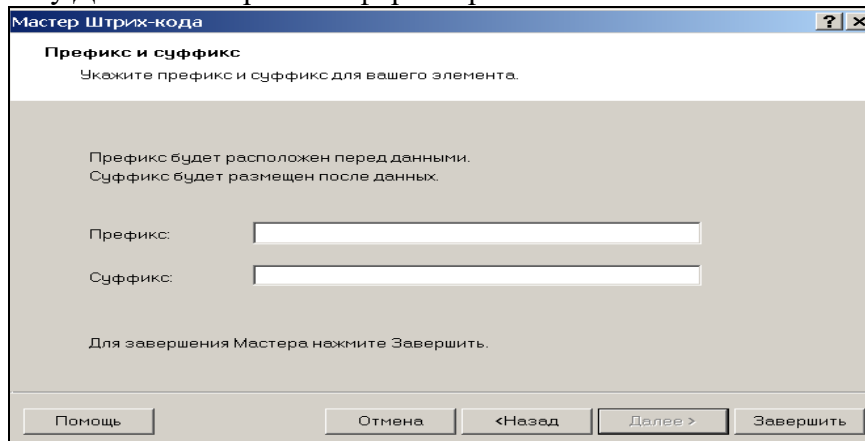 Мастер Штрих-кода
Префикс и суффикс
Укажите префикс и суффикс для вашего элемента.
Префикс будет расположен перед данными.
Суффикс будет размещен после данных.
Префикс:
Суффикс:
Для завершения Мастера нажмите Завершить.
Помощь Отмена <Назад Далее > Завершить